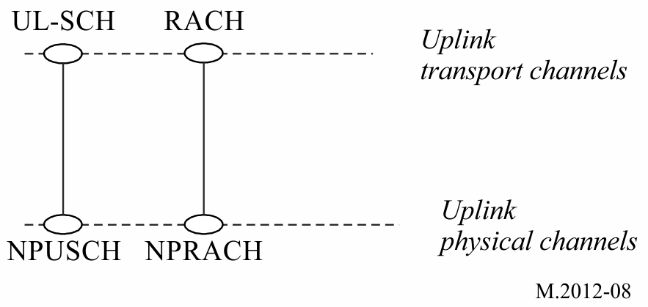 UL-SCH RACH
Uplink
transport channels
Uplink
physical channels
NPUSCH NPRACH
M.2012-08